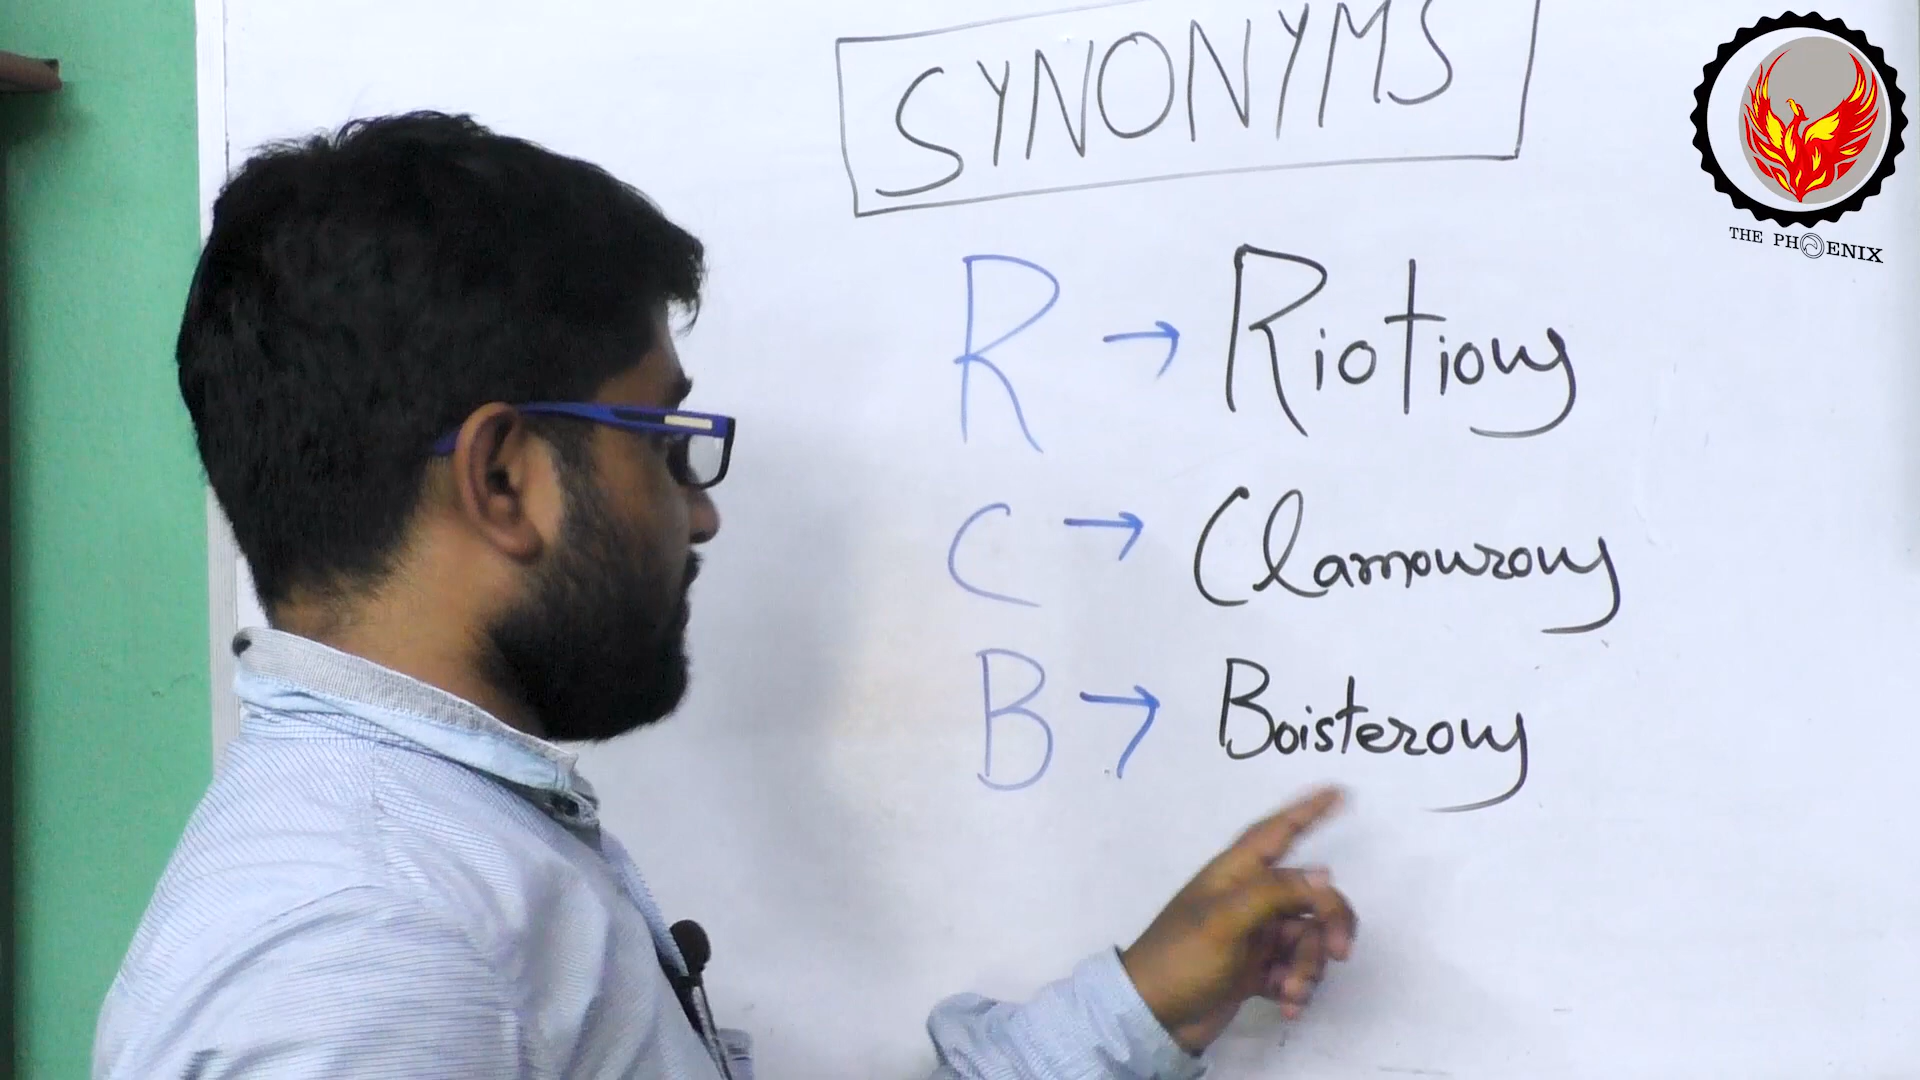 SYNONYMS
THE PHOENIX
R → Riotious
C → Clamourous
B → Boisterous